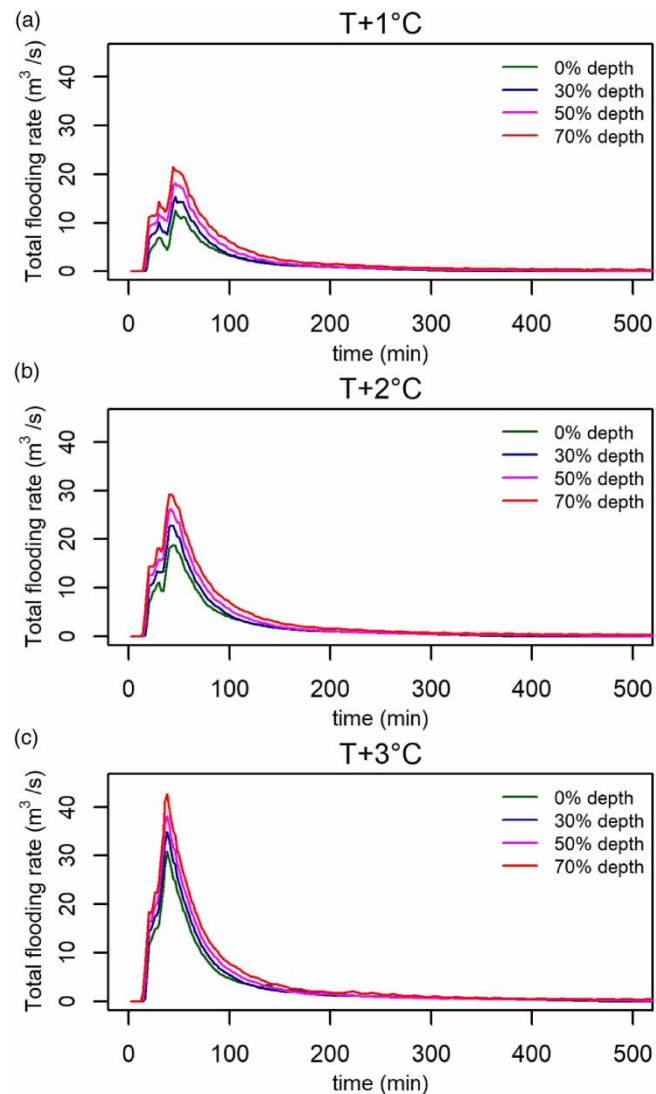 (a)
T+1°C
Total flooding rate (m³ /s)
40
30
20
10
0
0% depth
30% depth
50% depth
70% depth
0 100 200 300 400 500
time (min)
(b)
T+2°C
Total flooding rate (m³ /s)
40
30
20
10
0
0% depth
30% depth
50% depth
70% depth
0 100 200 300 400 500
time (min)
(c)
T+3°C
Total flooding rate (m³ /s)
40
30
20
10
0
0% depth
30% depth
50% depth
70% depth
0 100 200 300 400 500
time (min)